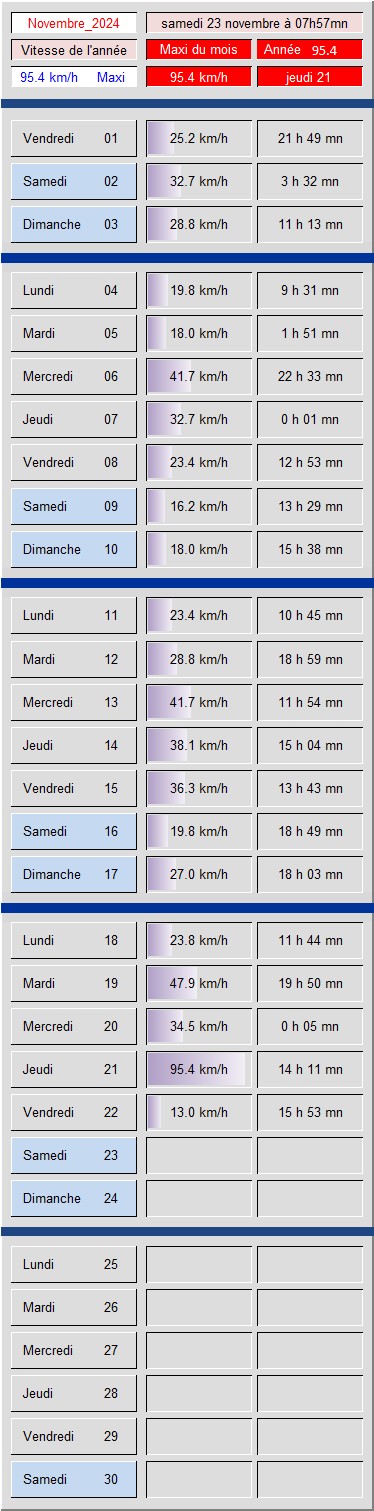 Novembre_2024 samedi 23 novembre à 07h57mn
Vitesse de l'année Maxi du mois Année 95.4
95.4 km/h Maxi 95.4 km/h jeudi 21
Vendredi 01 25.2 km/h 21 h 49 mn
Samedi 02 32.7 km/h 3 h 32 mn
Dimanche 03 28.8 km/h 11 h 13 mn
Lundi 04 19.8 km/h 9 h 31 mn
Mardi 05 18.0 km/h 1 h 51 mn
Mercredi 06 41.7 km/h 22 h 33 mn
Jeudi 07 32.7 km/h 0 h 01 mn
Vendredi 08 23.4 km/h 12 h 53 mn
Samedi 09 16.2 km/h 13 h 29 mn
Dimanche 10 18.0 km/h 15 h 38 mn
Lundi 11 23.4 km/h 10 h 45 mn
Mardi 12 28.8 km/h 18 h 59 mn
Mercredi 13 41.7 km/h 11 h 54 mn
Jeudi 14 38.1 km/h 15 h 04 mn
Vendredi 15 36.3 km/h 13 h 43 mn
Samedi 16 19.8 km/h 18 h 49 mn
Dimanche 17 27.0 km/h 18 h 03 mn
Lundi 18 23.8 km/h 11 h 44 mn
Mardi 19 47.9 km/h 19 h 50 mn
Mercredi 20 34.5 km/h 0 h 05 mn
Jeudi 21 95.4 km/h 14 h 11 mn
Vendredi 22 13.0 km/h 15 h 53 mn
Samedi 23
Dimanche 24
Lundi 25
Mardi 26
Mercredi 27
Jeudi 28
Vendredi 29
Samedi 30